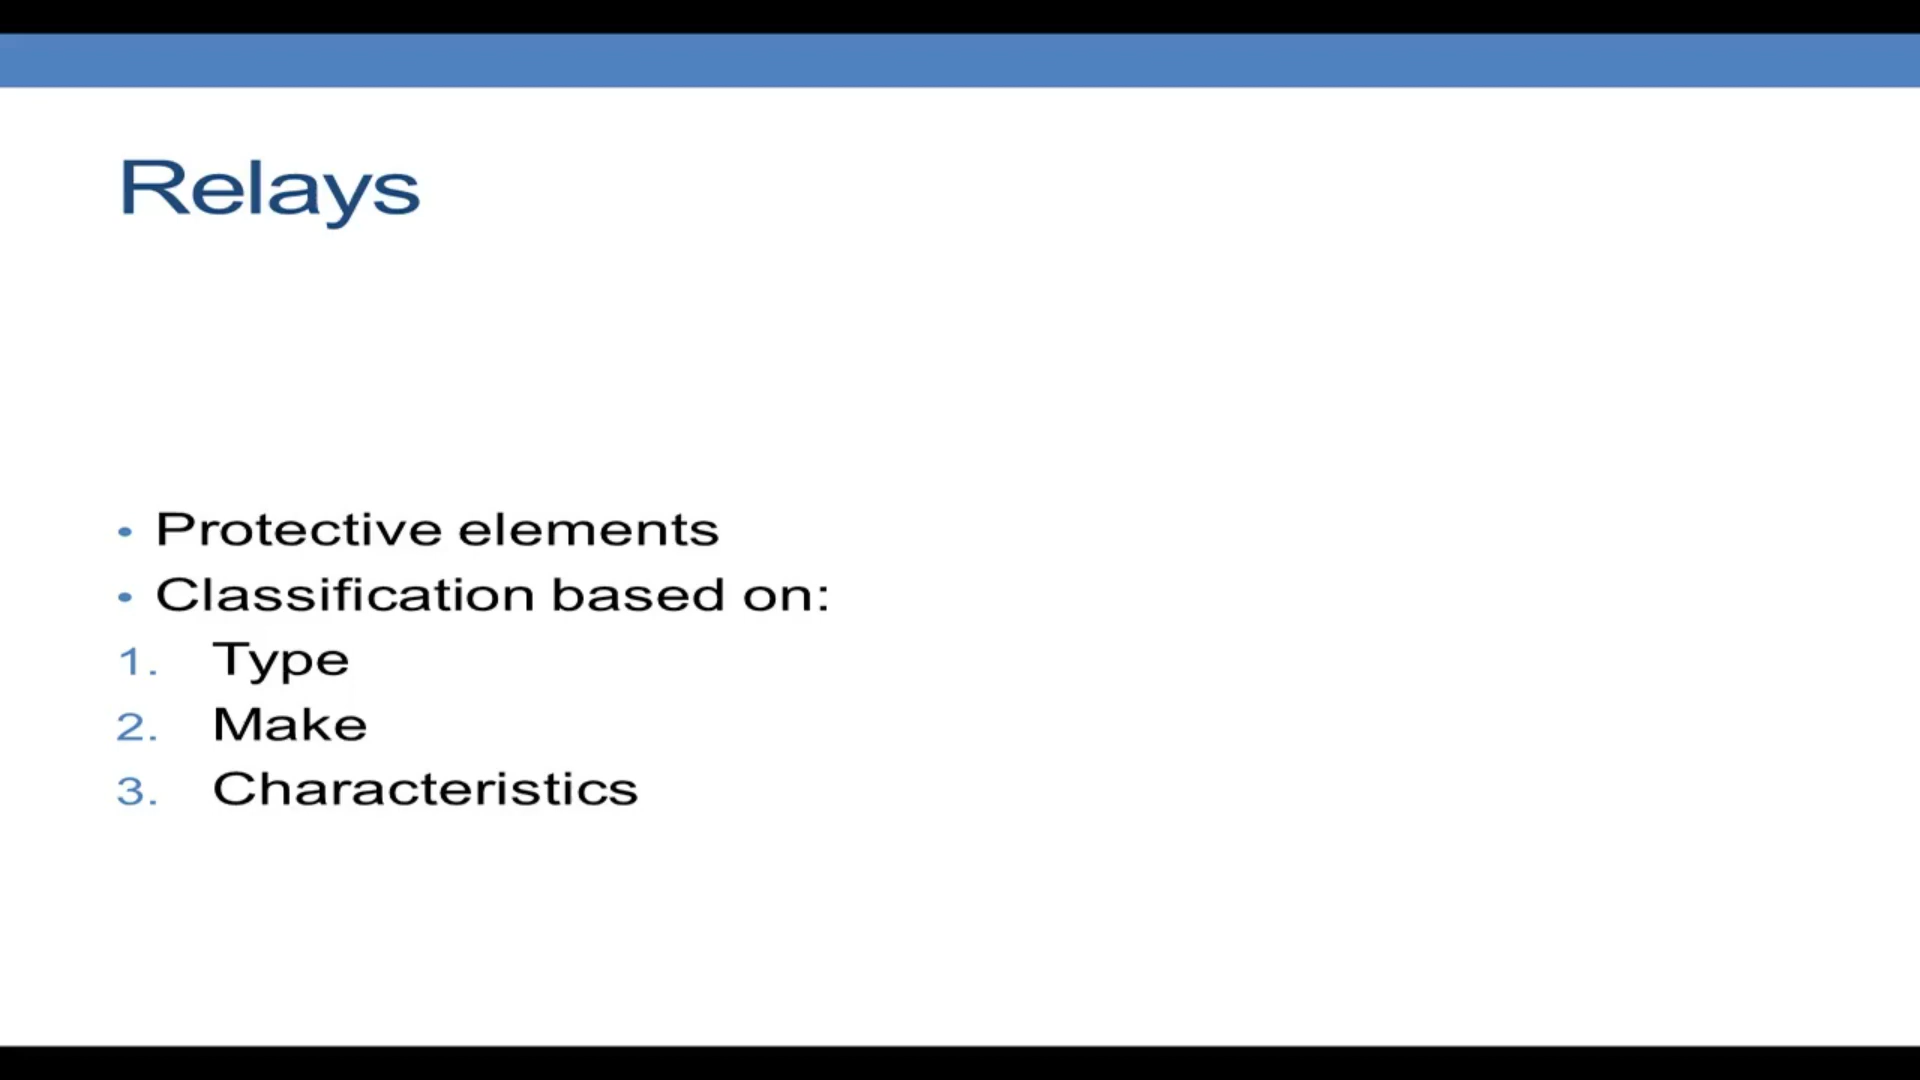 Relays
• Protective elements
• Classification based on:
1. Type
2. Make
3. Characteristics